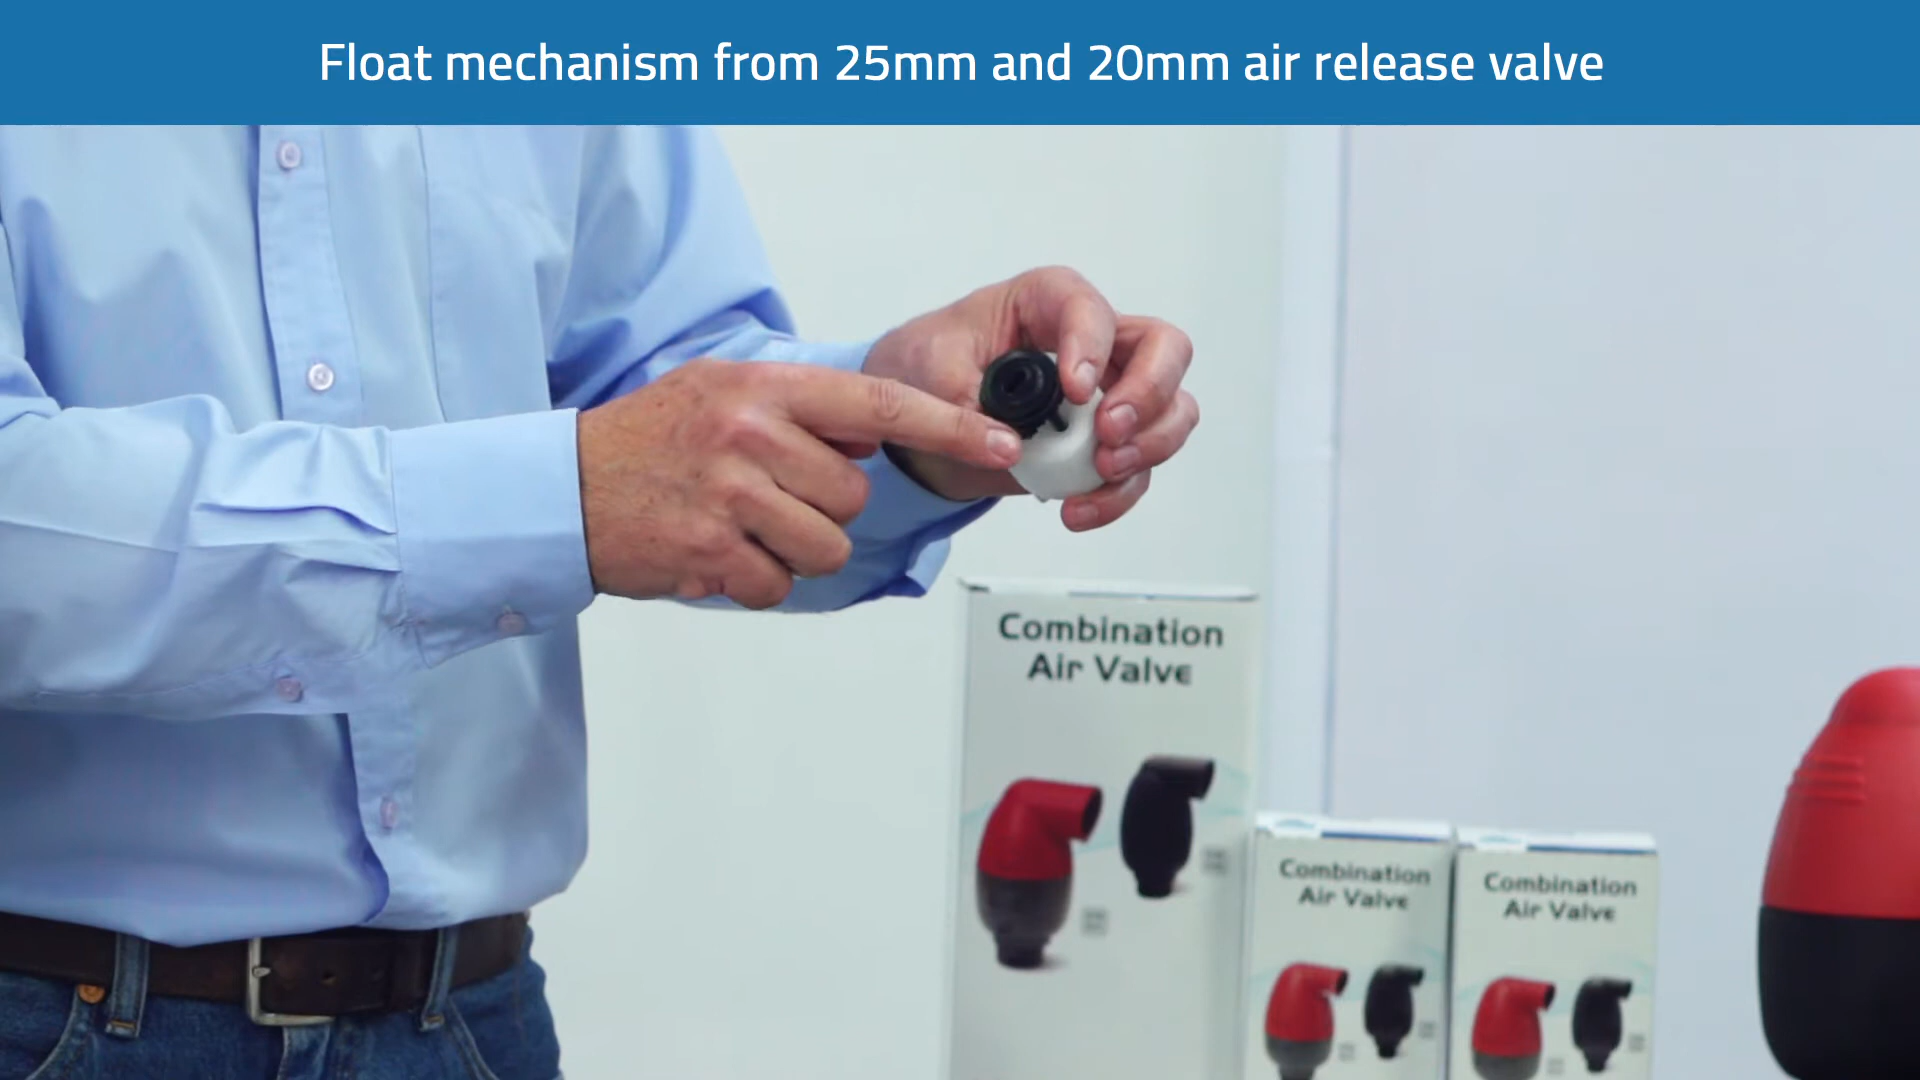 Float mechanism from 25mm and 20mm air release valve
Combination
Air Valve
Combination
Air Valve
Combination
Air Valve